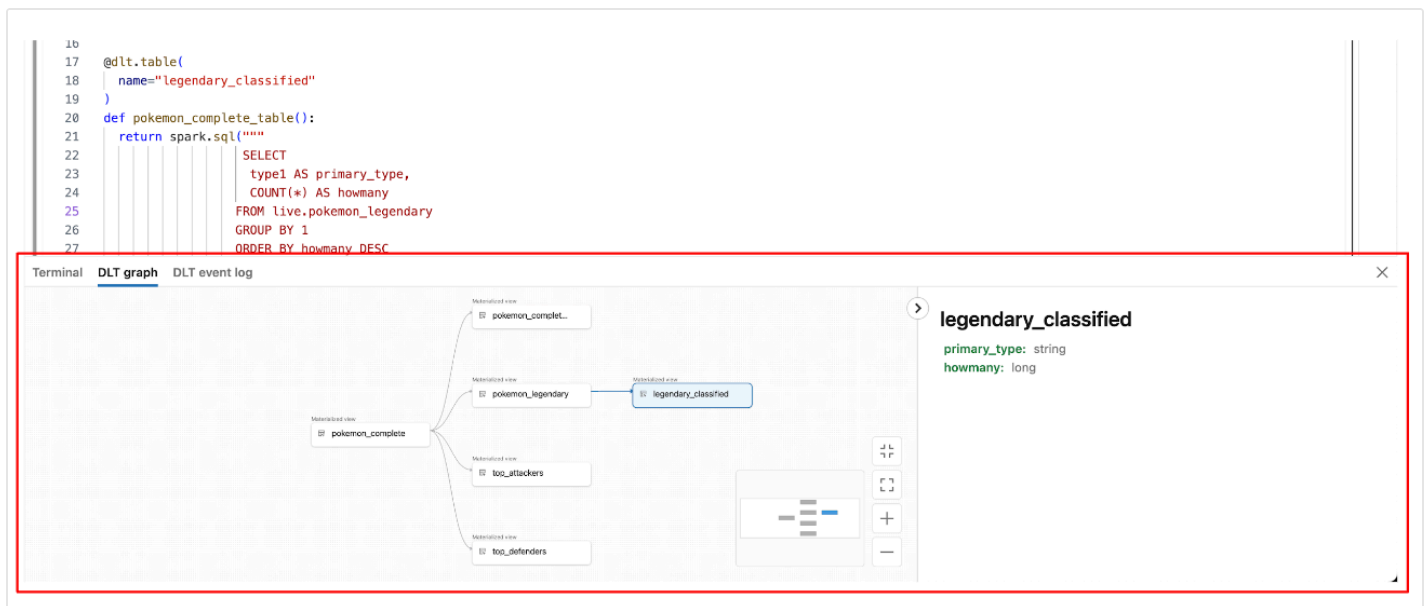 16
17 @dlt.table(
18 name="legendary_classified"
19 )
20 def pokemon_complete_table():
21 return spark.sql("""
22 SELECT
23 type1 AS primary_type,
24 COUNT(*) AS howmany
25 FROM live.pokemon_legendary
26 GROUP BY 1
27 ORDER BY howmany DESC
Terminal DLT graph DLT event log
legendary_classified
primary_type: string
howmany: long
Materialized view
pokemon_complet...
Materialized view
pokemon_legendary
Materialized view
legendary_classified
Materialized view
pokemon_complete
Materialized view
top_attackers
Materialized view
top_defenders